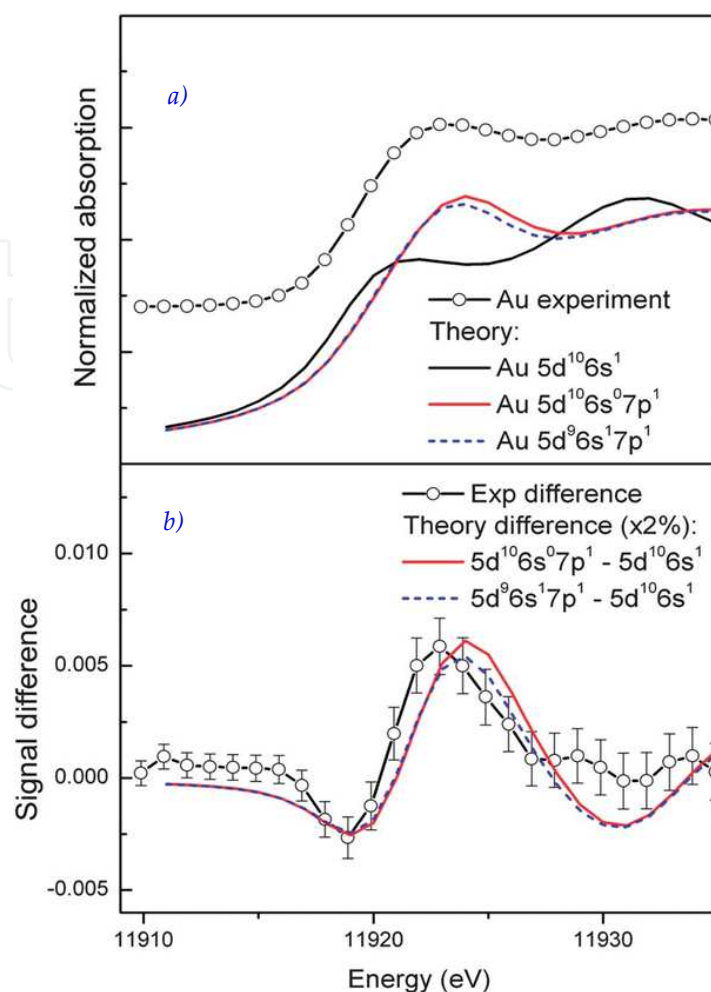 a)
Normalized absorption
Au experiment
Theory:
Au 5d¹⁰6s¹
Au 5d¹⁰6s⁰7p¹
Au 5d⁹6s¹7p¹
b)
Exp difference
Theory difference (x2%):
5d¹⁰6s⁰7p¹ - 5d¹⁰6s¹
5d⁹6s¹7p¹ - 5d¹⁰6s¹
Signal difference
0.010
0.005
0.000
-0.005
11910 11920 11930
Energy (eV)